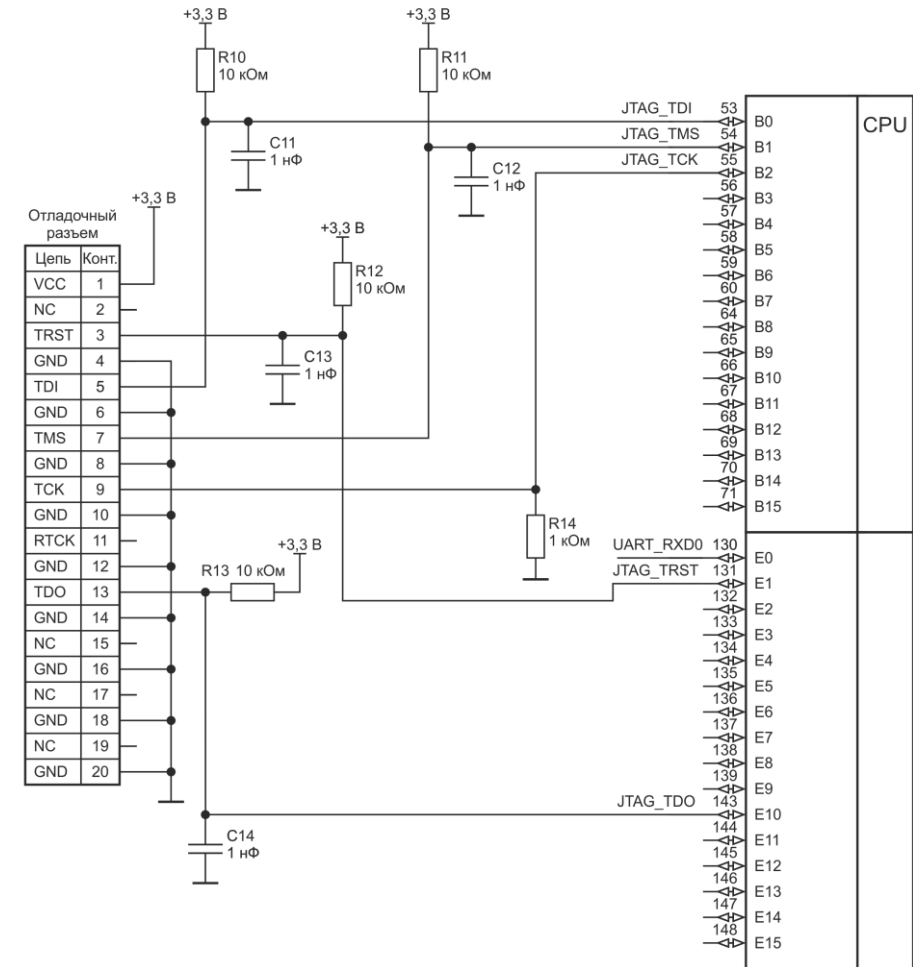 +3,3 В
+3,3 В
R10
10 кОм
R11
10 кОм
JTAG_TDI 53 B0
CPU
JTAG_TMS 54 B1
JTAG_TCK 55 B2
C11
1 нФ
C12
1 нФ
56 B3
57 B4
58 B5
59 B6
60 B7
64 B8
65 B9
66 B10
67 B11
68 B12
69 B13
70 B14
71 B15
+3,3 В
Отладочный
разъем
+3,3 В
R12
10 кОм
Цепь Конт.
VCC 1
NC 2
TRST 3
GND 4
TDI 5
GND 6
TMS 7
GND 8
TCK 9
GND 10
RTCK 11
GND 12
TDO 13
GND 14
NC 15
GND 16
NC 17
GND 18
NC 19
GND 20
C13
1 нФ
R14
1 кОм
+3,3 В
R13 10 кОм
UART_RXD0 130 E0
JTAG_TRST 131 E1
132 E2
133 E3
134 E4
135 E5
136 E6
137 E7
138 E8
139 E9
JTAG_TDO 143 E10
144 E11
145 E12
146 E13
147 E14
148 E15
C14
1 нФ